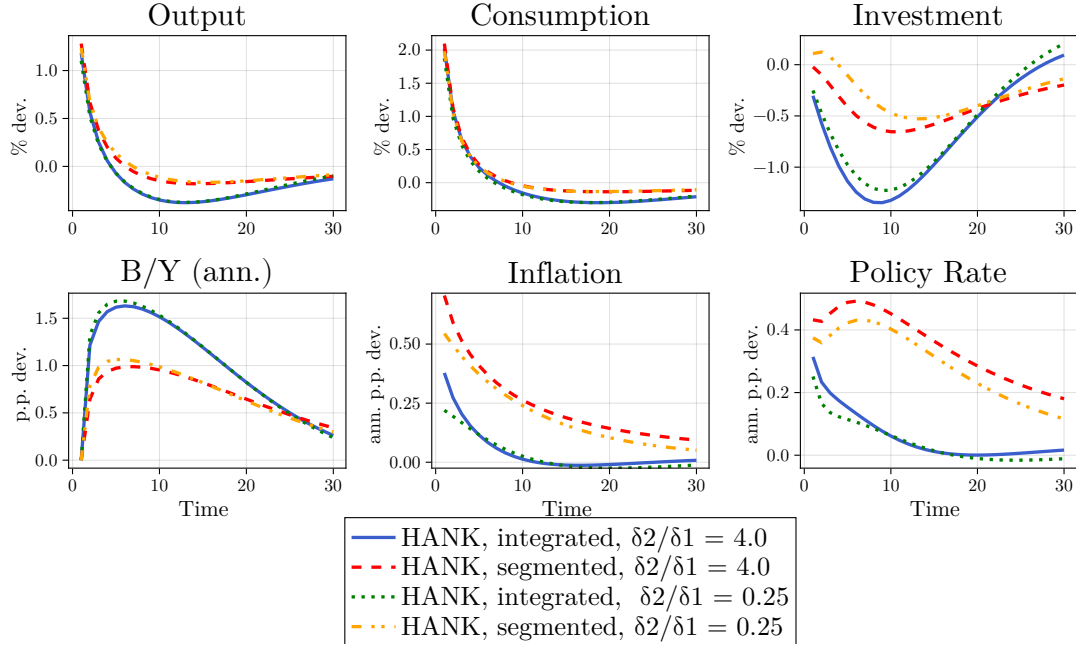 Output
Consumption
Investment
% dev.
1.0
0.0
0
10
20
30
% dev.
2.0
1.5
1.0
0.5
0.0
0
10
20
30
% dev.
0.0
−0.5
−1.0
0
10
20
30
B/Y (ann.)
Inflation
Policy Rate
p.p. dev.
1.5
1.0
0.5
0.0
0
10
20
30
Time
ann. p.p. dev.
0.50
0.25
0.00
0
10
20
30
Time
ann. p.p. dev.
0.4
0.2
0.0
0
10
20
30
Time
HANK, integrated, δ2/δ1 = 4.0
HANK, segmented, δ2/δ1 = 4.0
HANK, integrated, δ2/δ1 = 0.25
HANK, segmented, δ2/δ1 = 0.25